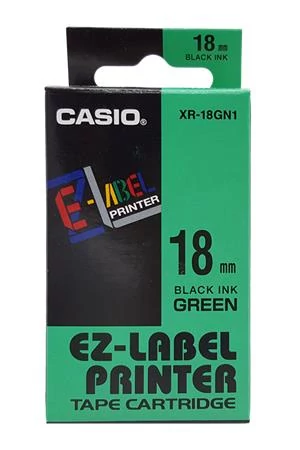 18 mm
BLACK INK
CASIO®
XR-18GN1
EZ-LABEL
PRINTER
18 mm
BLACK INK
GREEN
EZ-LABEL
PRINTER
TAPE CARTRIDGE